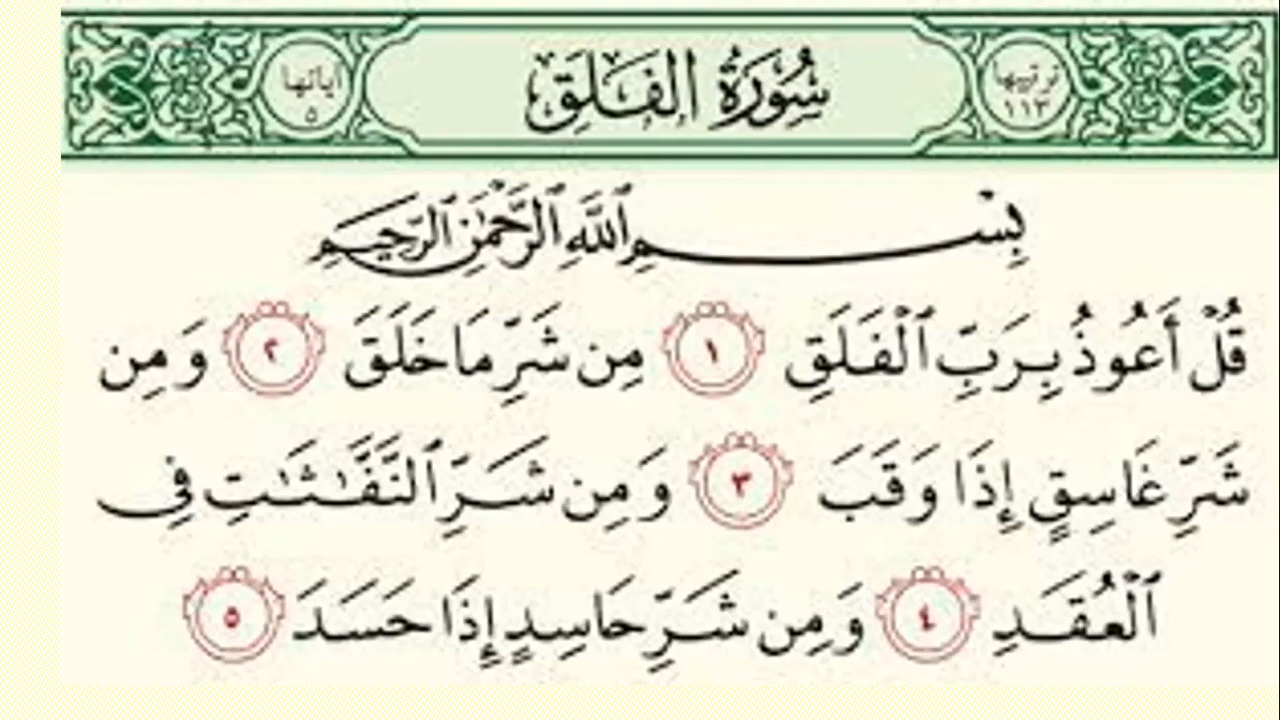 ترتيبها ١١٣ سُورَةُ الفَلَقِ آياتها ٥
بِسْمِ ٱللَّهِ ٱلرَّحْمَٰنِ ٱلرَّحِيمِ
قُلْ أَعُوذُ بِرَبِّ ٱلْفَلَقِ ١ مِن شَرِّ مَا خَلَقَ ٢ وَمِن
شَرِّ غَاسِقٍ إِذَا وَقَبَ ٣ وَمِن شَرِّ ٱلنَّفَّٰثَٰتِ فِي
ٱلْعُقَدِ ٤ وَمِن شَرِّ حَاسِدٍ إِذَا حَسَدَ ٥